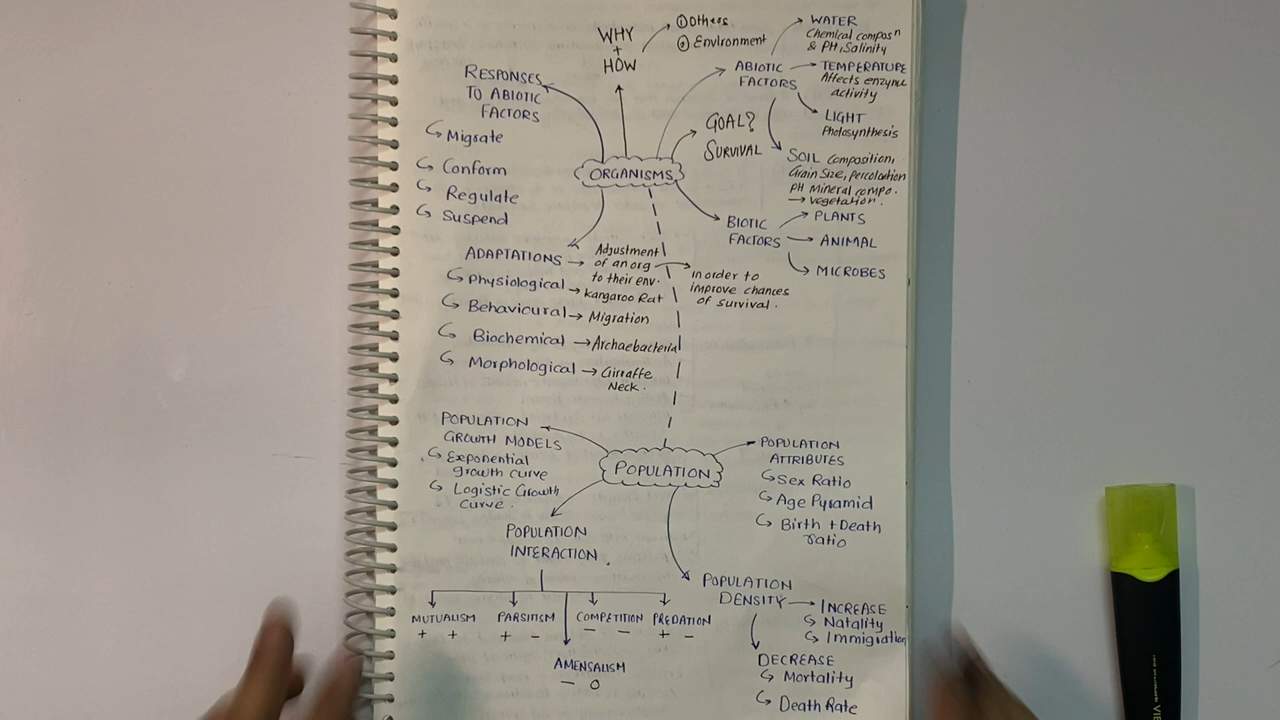 WHY
+
HOW
①Others
② Environment
RESPONSES
TO ABIOTIC
FACTORS
Migrate
Conform
Regulate
Suspend
ORGANISMS
GOAL?
SURVIVAL
ABIOTIC
FACTORS
WATER
Chemical compos^n
& PH, Salinity
TEMPERATURE
Affects enzyme
activity
LIGHT
Photosynthesis
SOIL composition,
Grain Size, percolation
PH Mineral compo.
→ vegetation.
BIOTIC
FACTORS
PLANTS
ANIMAL
MICROBES
ADAPTATIONS → Adjustment
of an org
to their env.
in order to
improve chances
of survival.
Physiological → Kangaroo Rat
Behavioural → Migration
Biochemical → Archaebacterial
Morphological → Girraffe
Neck.
POPULATION
POPULATION
GROWTH MODELS
Exponential
growth curve
Logistic Growth
curve.
POPULATION
ATTRIBUTES
Sex Ratio
Age Pyramid
Birth + Death
ratio
POPULATION
INTERACTION
MUTUALISM
+ +
PARSITISM
+ -
AMENSALISM
- 0
COMPETITION
- -
PREDATION
+ -
POPULATION
DENSITY
INCREASE
Natality
Immigration
DECREASE
Mortality
Death Rate